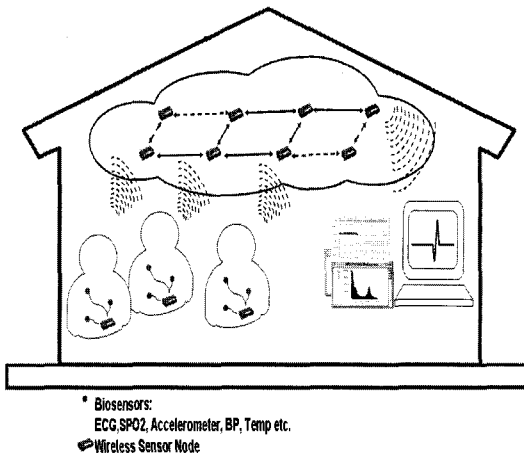 Biosensors:
ECG,SPO2, Accelerometer, BP, Temp etc.
Wireless Sensor Node